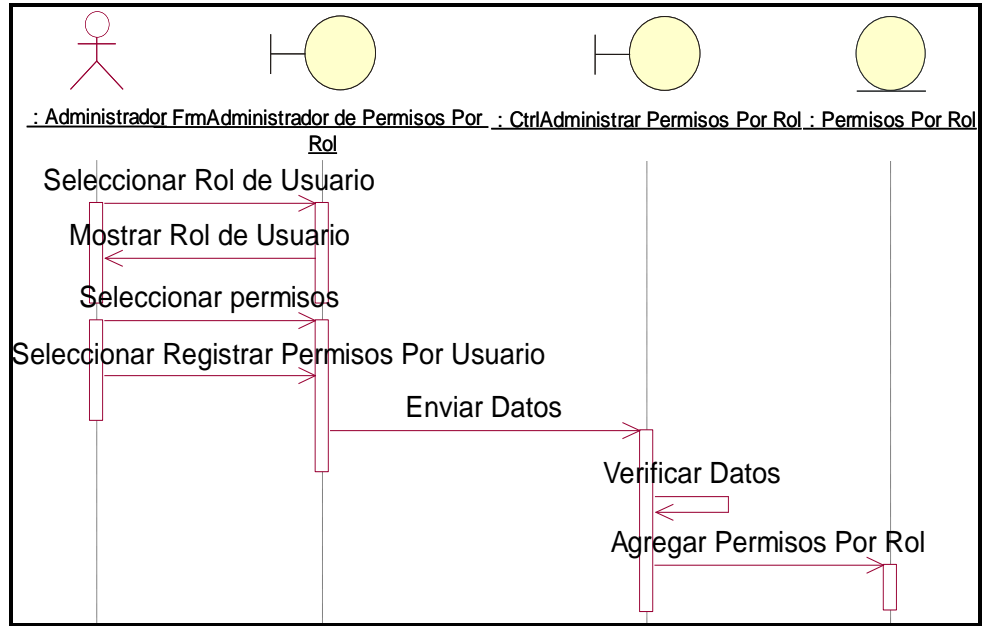 : Administrador
FrmAdministrador de Permisos Por
Rol
: CtrlAdministrar Permisos Por Rol
: Permisos Por Rol
Seleccionar Rol de Usuario
Mostrar Rol de Usuario
Seleccionar permisos
Seleccionar Registrar Permisos Por Usuario
Enviar Datos
Verificar Datos
Agregar Permisos Por Rol